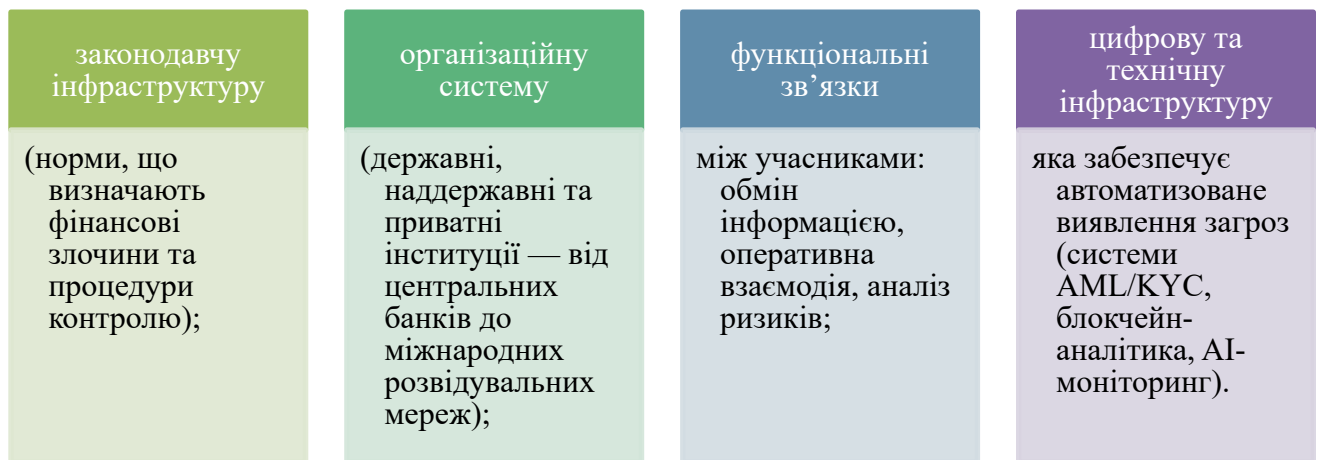 законодавчу
інфраструктуру
(норми, що
визначають
фінансові
злочини та
процедури
контролю);
організаційну
систему
(державні,
наддержавні та
приватні
інституції — від
центральних
банків до
міжнародних
розвідувальних
мереж);
функціональні
зв’язки
між учасниками:
обмін
інформацією,
оперативна
взаємодія, аналіз
ризиків;
цифрову та
технічну
інфраструктуру
яка забезпечує
автоматизоване
виявлення загроз
(системи
AML/KYC,
блокчейн-
аналітика, AI-
моніторинг).